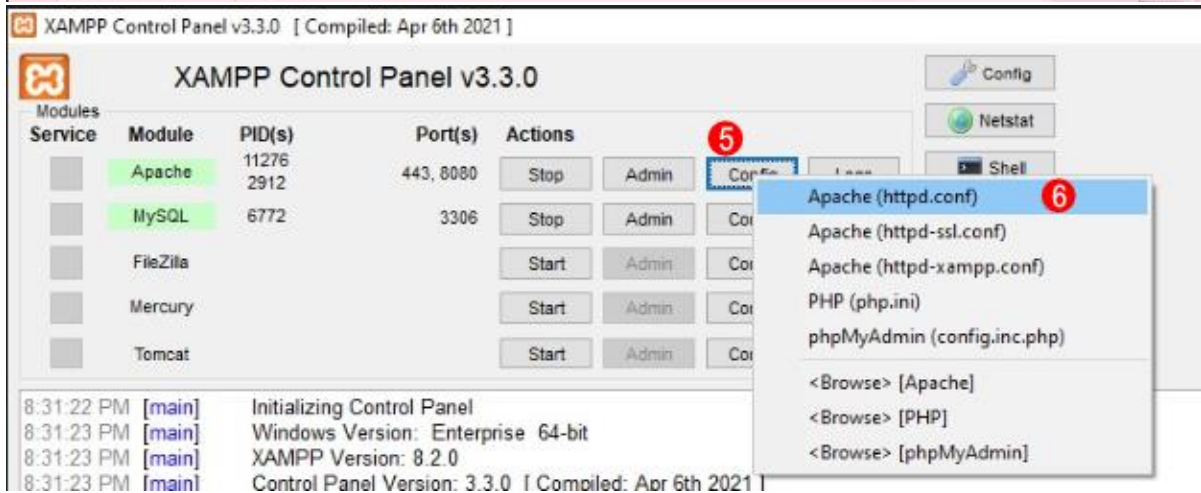 XAMPP Control Panel v3.3.0 [ Compiled: Apr 6th 2021 ]
XAMPP Control Panel v3.3.0
Config
Netstat
Shell
Modules
Service Module PID(s) Port(s) Actions
5
Apache 11276 2912 443, 8080 Stop Admin Config Logs
MySQL 6772 3306 Stop Admin
FileZilla Start Admin
Mercury Start Admin
Tomcat Start Admin
Apache (httpd.conf) 6
Apache (httpd-ssl.conf)
Apache (httpd-xampp.conf)
PHP (php.ini)
phpMyAdmin (config.inc.php)
<Browse> [Apache]
<Browse> [PHP]
<Browse> [phpMyAdmin]
8:31:22 PM [main] Initializing Control Panel
8:31:23 PM [main] Windows Version: Enterprise 64-bit
8:31:23 PM [main] XAMPP Version: 8.2.0
8:31:23 PM [main] Control Panel Version: 3.3.0 [ Compiled: Apr 6th 2021 ]